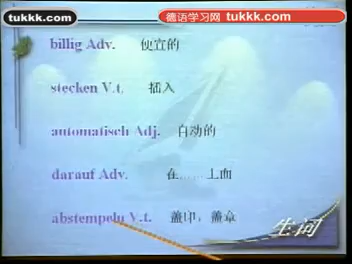 tukkk.com
德语学习网 tukkk.com
billig Adv. 便宜的
stecken V.t. 插入
automatisch Adj. 自动的
darauf Adv. 在……上面
abstempeln V.t. 盖印；盖章
生词